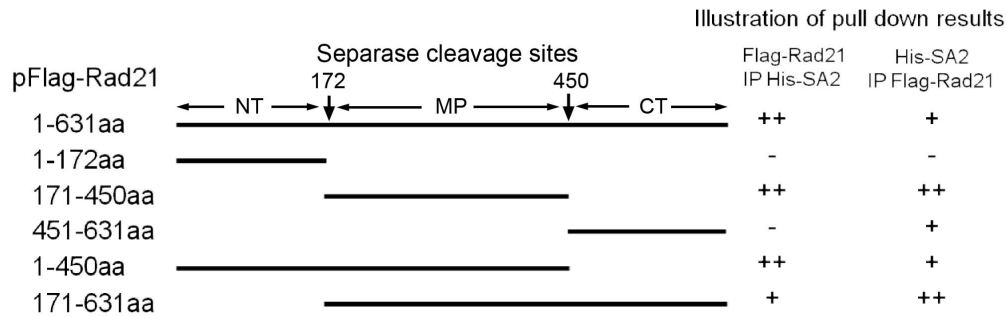 Illustration of pull down results
Separase cleavage sites
Flag-Rad21 IP His-SA2
His-SA2 IP Flag-Rad21
pFlag-Rad21
172 450
NT MP CT
1-631aa ++ +
1-172aa - -
171-450aa ++ ++
451-631aa - +
1-450aa ++ +
171-631aa + ++